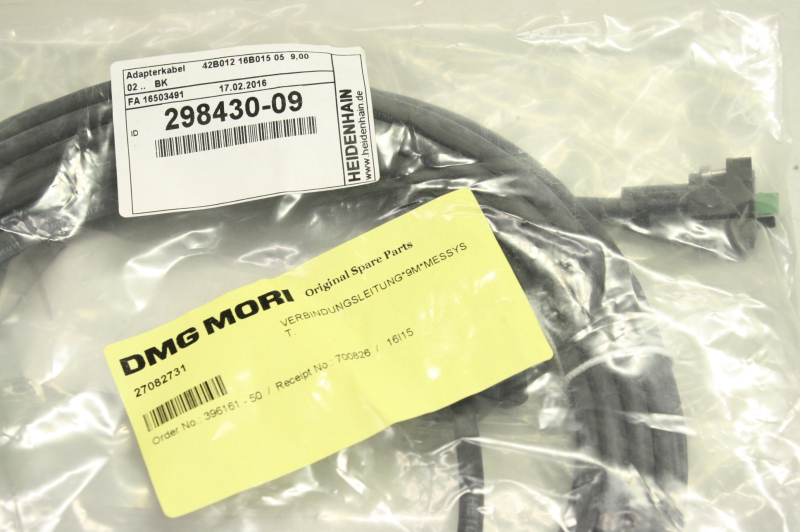 Adapterkabel 42B012 16B015 05 9,00
02 .. BK
FA 16503491 17.02.2016
ID 298430-09
HEIDENHAIN
www.heidenhain.de
DMG MORI Original Spare Parts
VERBINDUNGSLEITUNG*9M*MESSYS
T.
27082731
Order No.: 396161 - 50 / Receipt No.: 700826 / 16I15